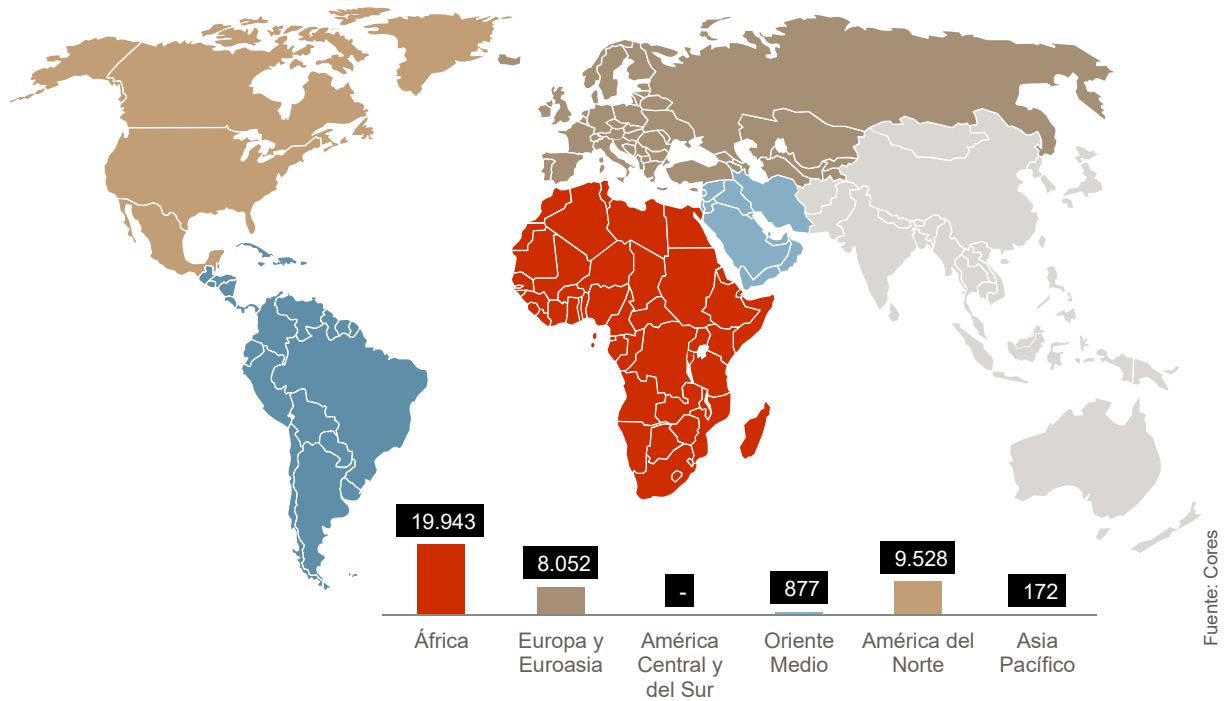 19.943
8.052
-
877
9.528
172
África
Europa y
Euroasia
América
Central y
del Sur
Oriente
Medio
América del
Norte
Asia
Pacífico
Fuente: Cores